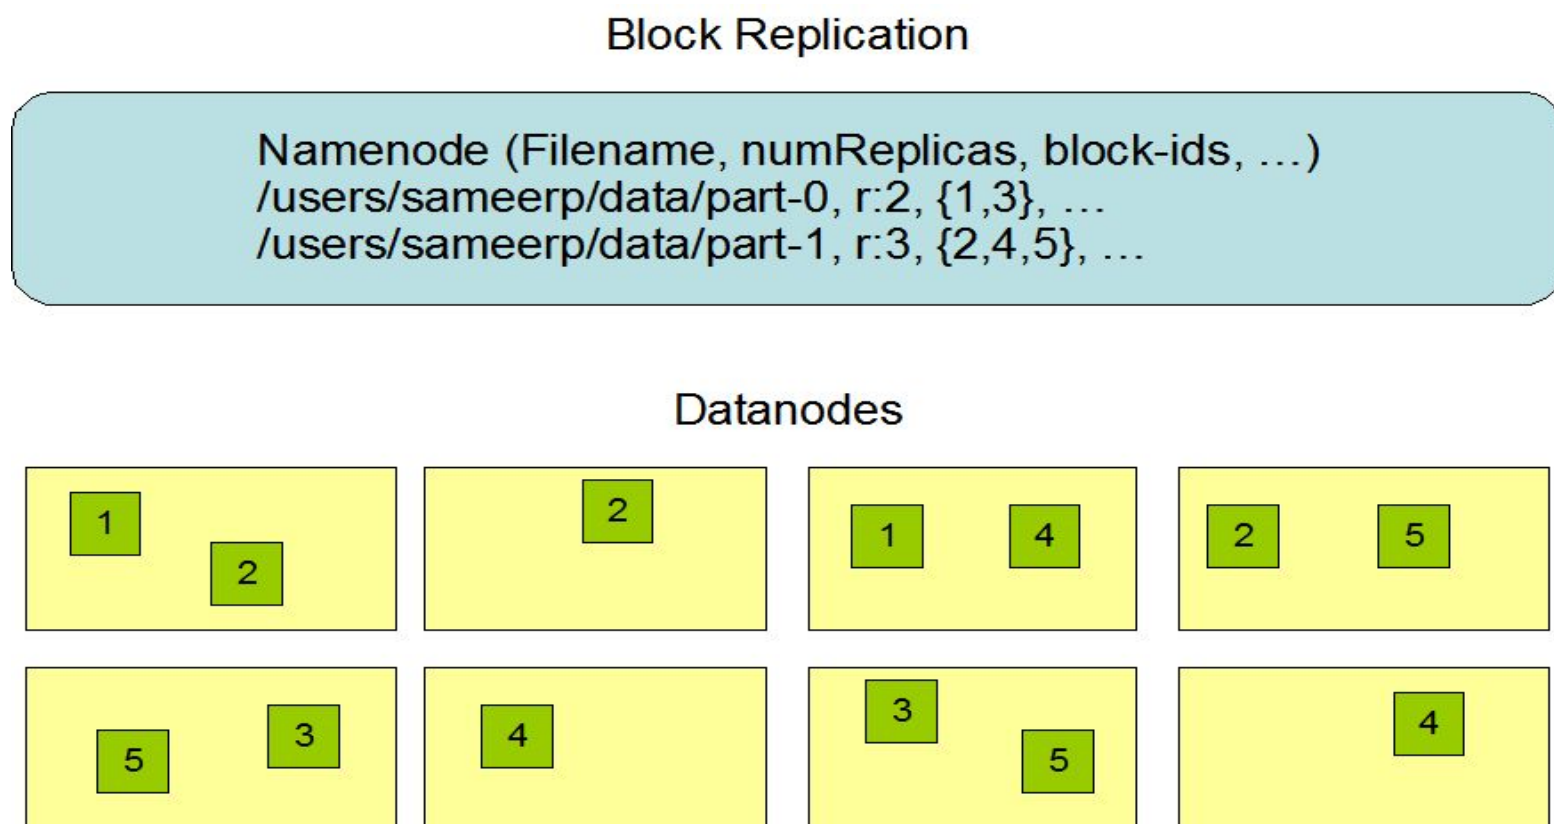 Block Replication
Namenode (Filename, numReplicas, block-ids, …)
/users/sameerp/data/part-0, r:2, {1,3}, …
/users/sameerp/data/part-1, r:3, {2,4,5}, …
Datanodes
1
2
2
1
4
2
5
5
3
4
3
5
4